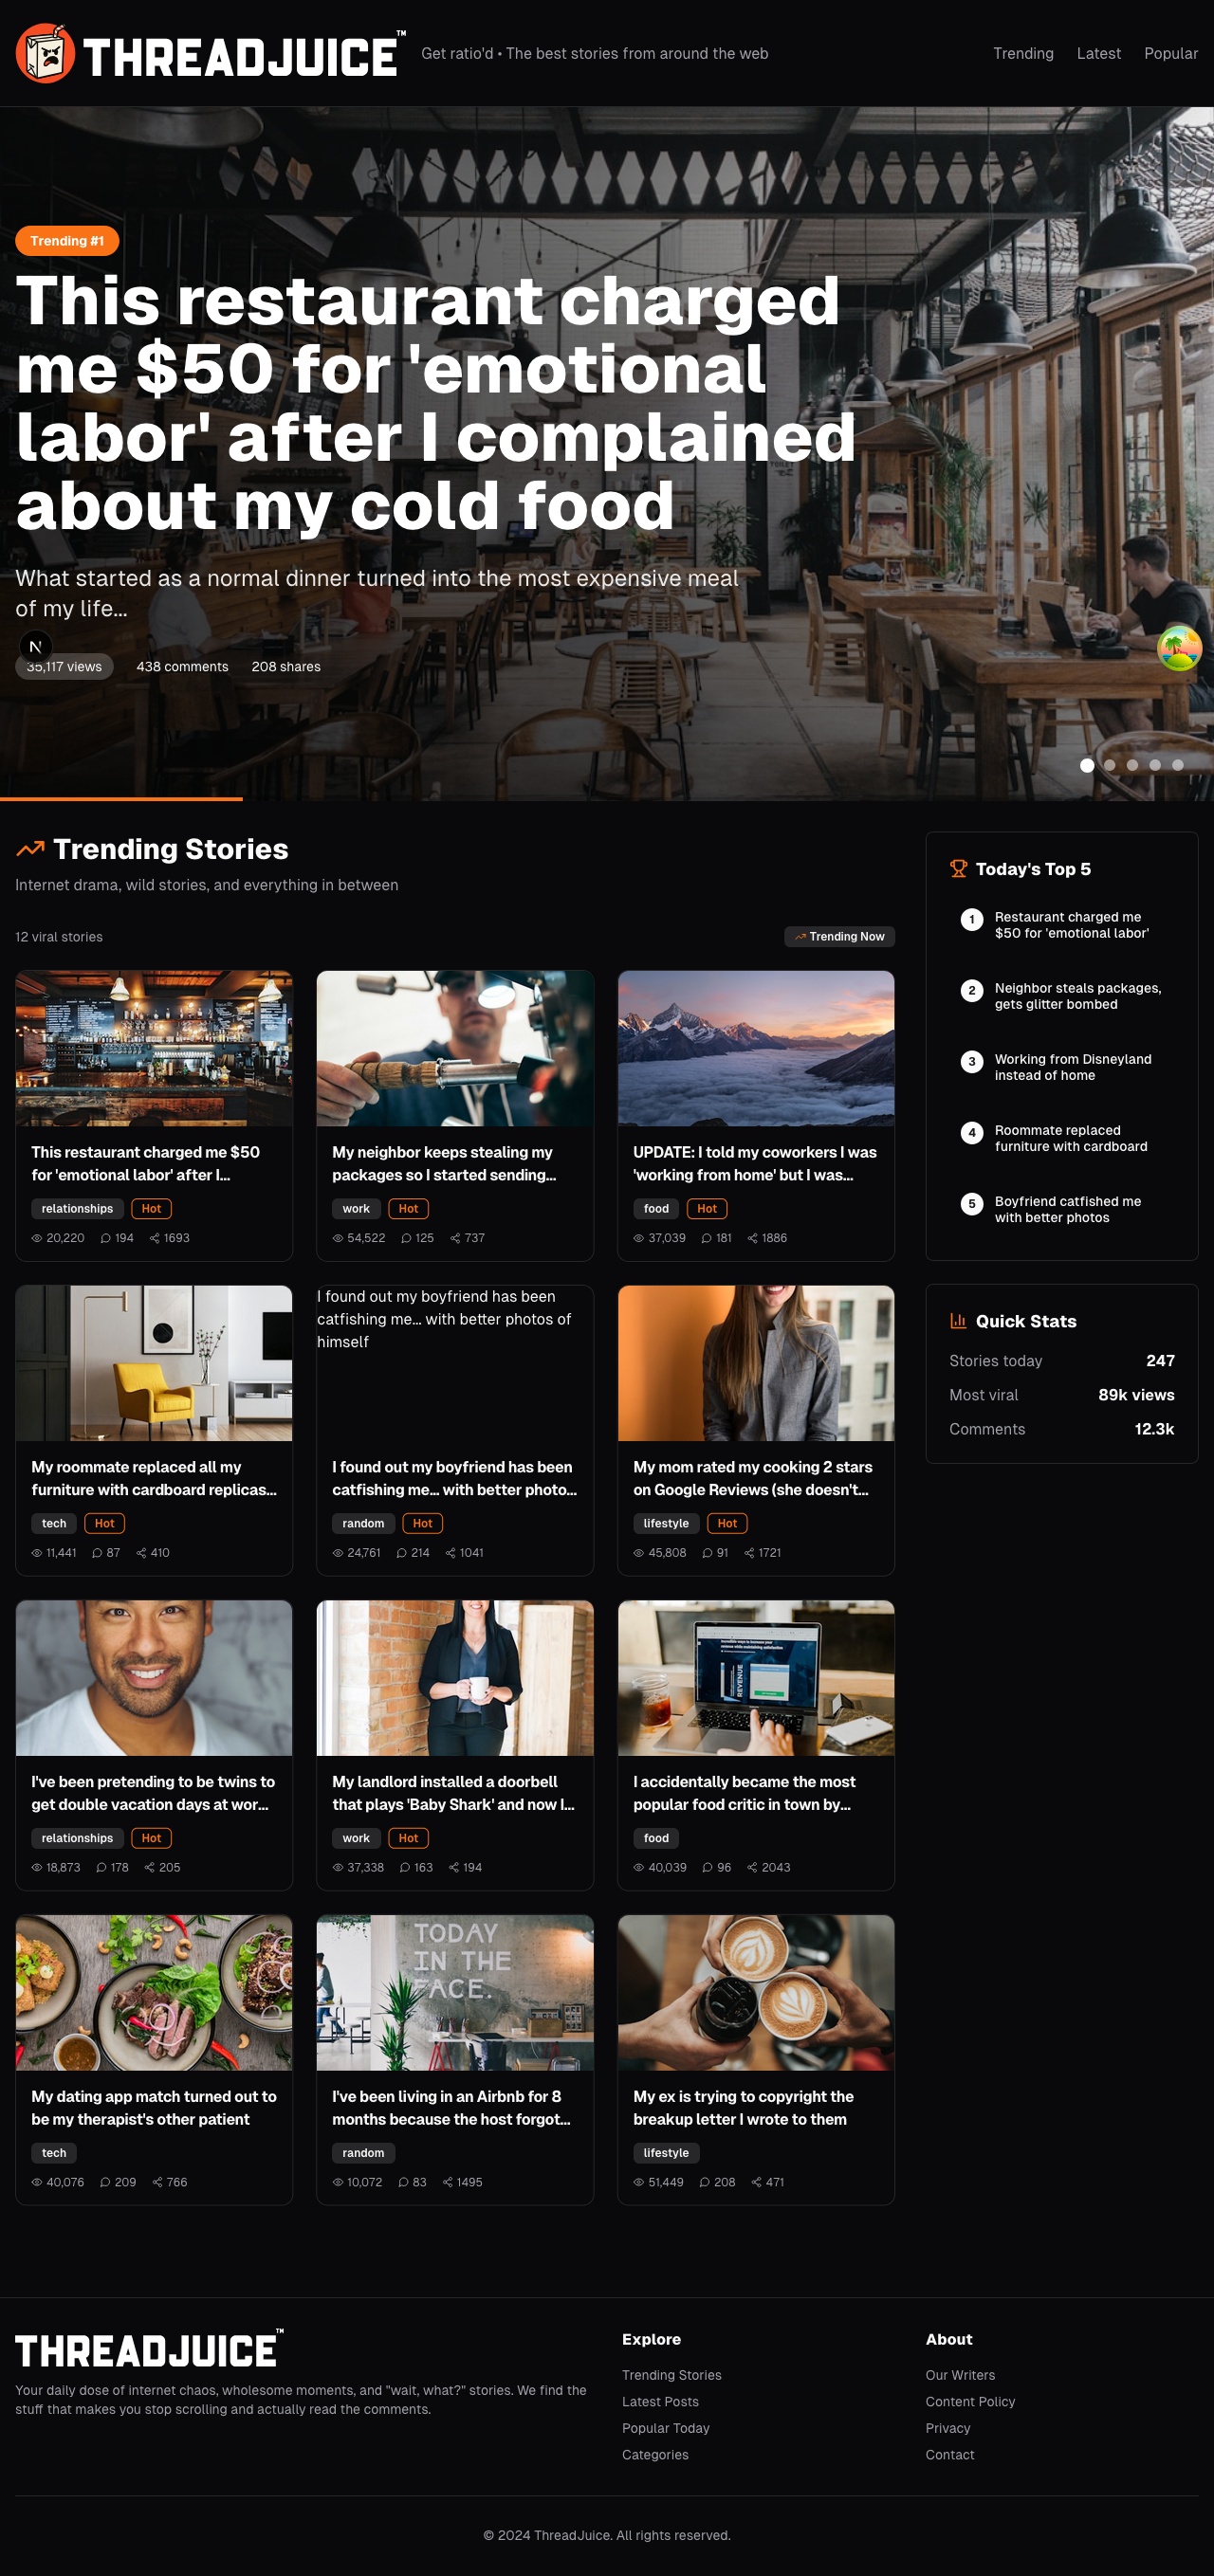 THREADJUICE™
Get ratio'd • The best stories from around the web
Trending
Latest
Popular
Trending #1
This restaurant charged
me $50 for 'emotional
labor' after I complained
about my cold food
What started as a normal dinner turned into the most expensive meal
of my life...
N
35,117 views
438 comments
208 shares
Trending Stories
Internet drama, wild stories, and everything in between
12 viral stories
Trending Now
This restaurant charged me $50
for 'emotional labor' after I...
relationships
Hot
20,220
194
1693
My neighbor keeps stealing my
packages so I started sending...
work
Hot
54,522
125
737
UPDATE: I told my coworkers I was
'working from home' but I was...
food
Hot
37,039
181
1886
My roommate replaced all my
furniture with cardboard replicas...
tech
Hot
11,441
87
410
I found out my boyfriend has been
catfishing me... with better photos of
himself
I found out my boyfriend has been
catfishing me... with better photo...
random
Hot
24,761
214
1041
My mom rated my cooking 2 stars
on Google Reviews (she doesn't...
lifestyle
Hot
45,808
91
1721
I've been pretending to be twins to
get double vacation days at wor...
relationships
Hot
18,873
178
205
My landlord installed a doorbell
that plays 'Baby Shark' and now I...
work
Hot
37,338
163
194
REVENUE
I accidentally became the most
popular food critic in town by...
food
40,039
96
2043
My dating app match turned out to
be my therapist's other patient
tech
40,076
209
766
TODAY
IN THE
FACE.
I've been living in an Airbnb for 8
months because the host forgot...
random
10,072
83
1495
My ex is trying to copyright the
breakup letter I wrote to them
lifestyle
51,449
208
471
Today's Top 5
1
Restaurant charged me
$50 for 'emotional labor'
2
Neighbor steals packages,
gets glitter bombed
3
Working from Disneyland
instead of home
4
Roommate replaced
furniture with cardboard
5
Boyfriend catfished me
with better photos
Quick Stats
Stories today
247
Most viral
89k views
Comments
12.3k
THREADJUICE™
Your daily dose of internet chaos, wholesome moments, and "wait, what?" stories. We find the
stuff that makes you stop scrolling and actually read the comments.
Explore
Trending Stories
Latest Posts
Popular Today
Categories
About
Our Writers
Content Policy
Privacy
Contact
© 2024 ThreadJuice. All rights reserved.